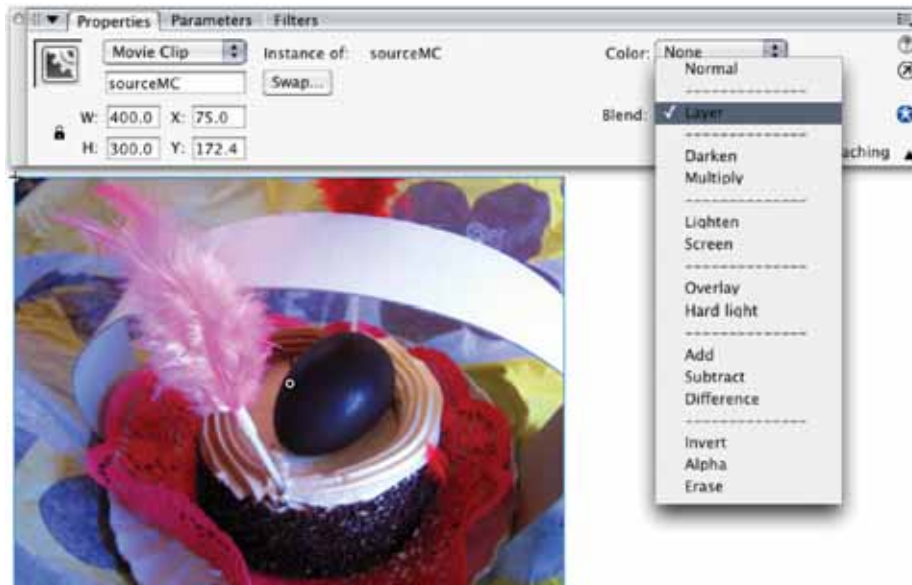 Properties Parameters Filters
Movie Clip Instance of: sourceMC Color: None
sourceMC Swap...
W: 400.0 X: 75.0 Blend:
H: 300.0 Y: 172.4 aching
Normal
Layer
Darken
Multiply
Lighten
Screen
Overlay
Hard light
Add
Subtract
Difference
Invert
Alpha
Erase